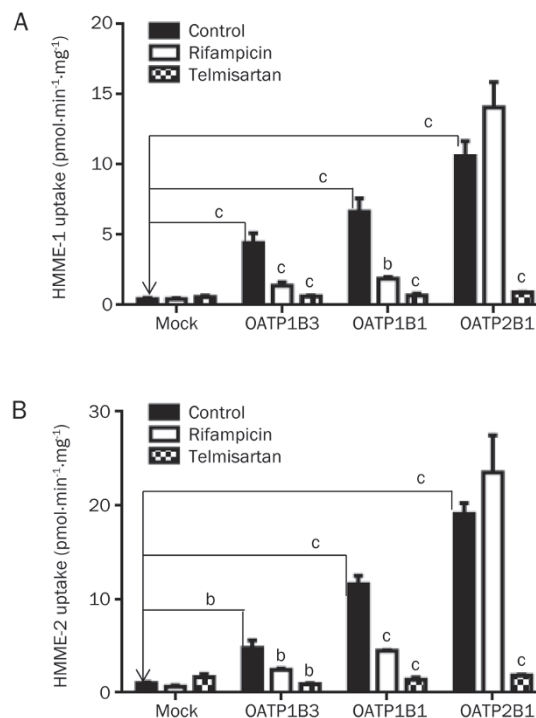 A
Control
Rifampicin
Telmisartan
HMME-1 uptake (pmol·min⁻¹·mg⁻¹)
20
15
10
5
0
c
c
c
c
c
b
c
c
Mock
OATP1B3
OATP1B1
OATP2B1
B
Control
Rifampicin
Telmisartan
HMME-2 uptake (pmol·min⁻¹·mg⁻¹)
30
20
10
0
c
c
b
b
b
c
c
c
Mock
OATP1B3
OATP1B1
OATP2B1